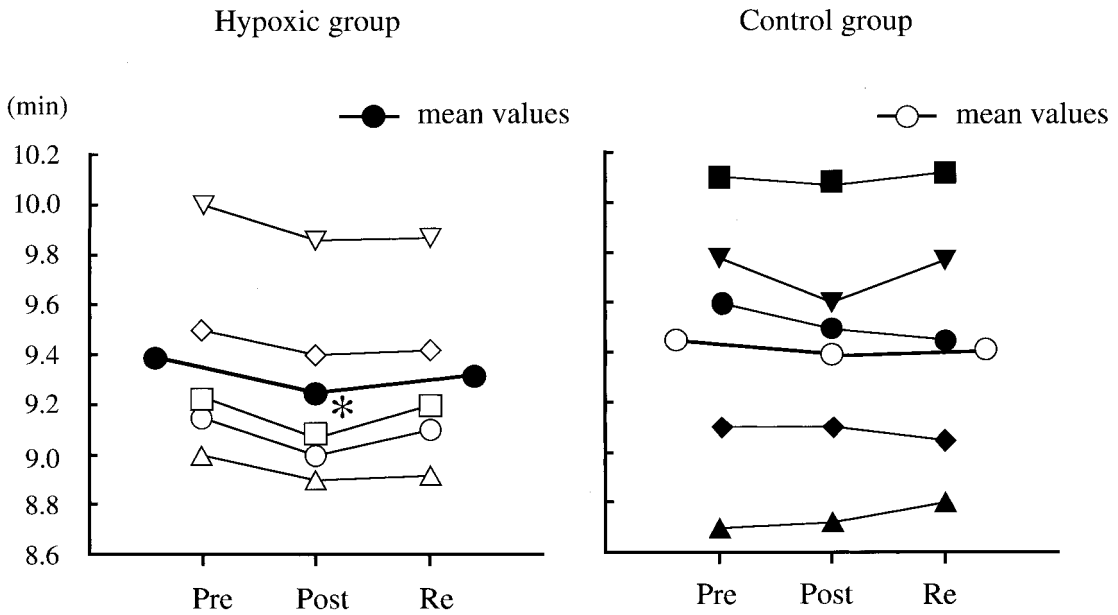 Hypoxic group
Control group
(min)
mean values
mean values
10.2
10.0
9.8
9.6
9.4
*
9.2
9.0
8.8
8.6
Pre Post Re
Pre Post Re